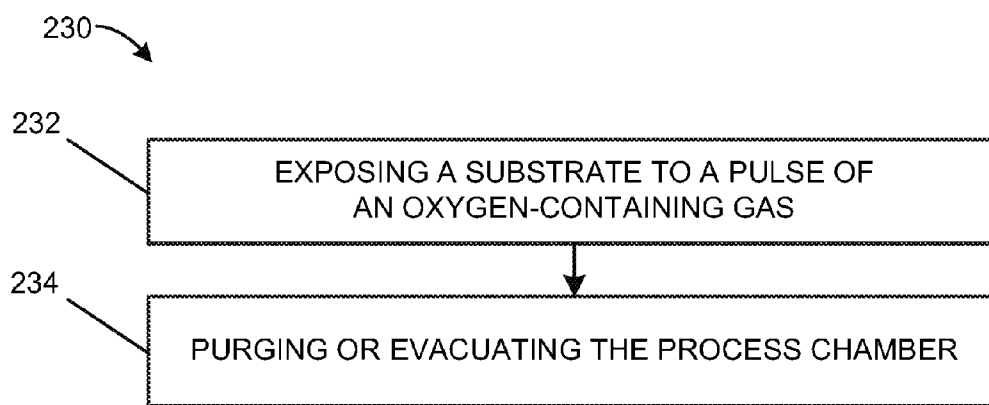 230
232
EXPOSING A SUBSTRATE TO A PULSE OF
AN OXYGEN-CONTAINING GAS
234
PURGING OR EVACUATING THE PROCESS CHAMBER